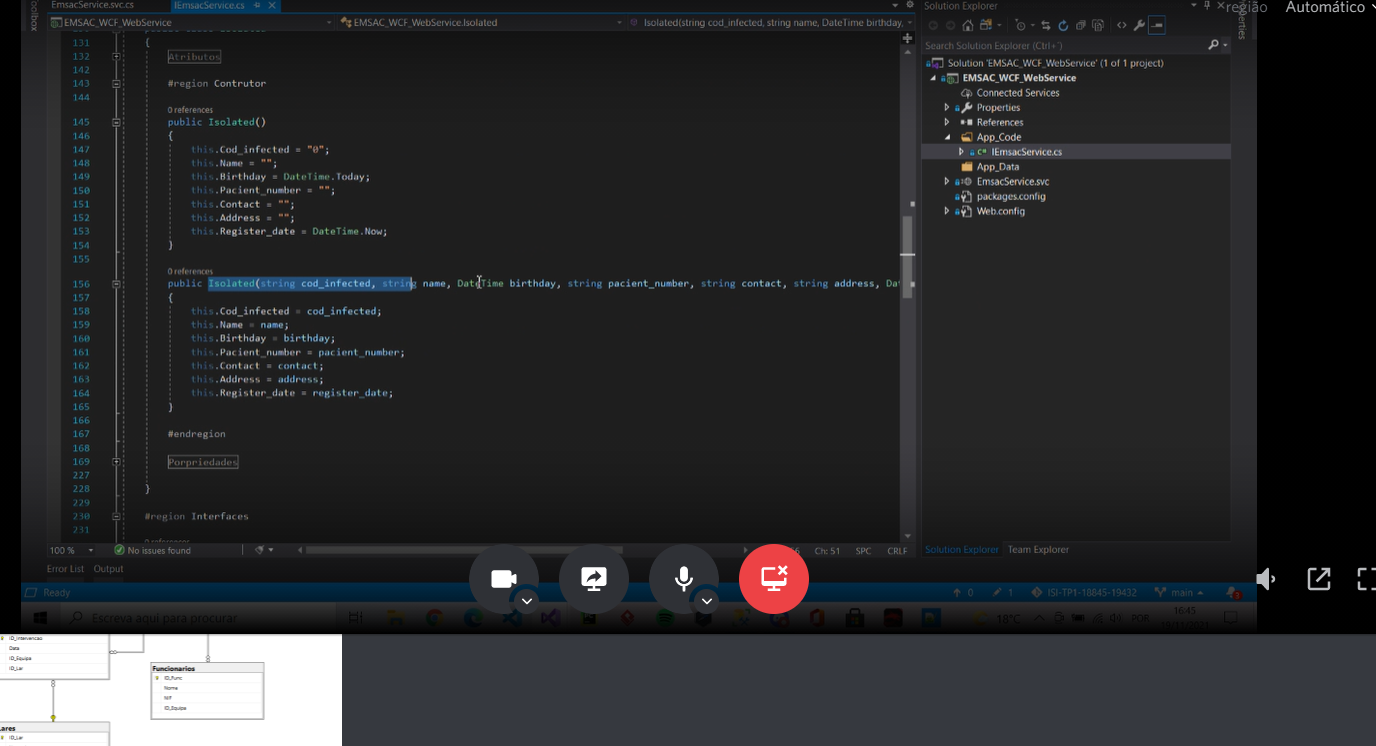 EmsacService.svc.cs
IEmsacService.cs
Solution Explorer
região
Automático
EMSAC_WCF_WebService
EMSAC_WCF_WebService.Isolated
Isolated(string cod_infected, string name, DateTime birthday,
Search Solution Explorer (Ctrl+')
131 {
132 Atributos
142
143 #region Contrutor
144
0 references
145 public Isolated()
146 {
147 this.Cod_infected = "0";
148 this.Name = "";
149 this.Birthday = DateTime.Today;
150 this.Pacient_number = "";
151 this.Contact = "";
152 this.Address = "";
153 this.Register_date = DateTime.Now;
154 }
155
0 references
156 public Isolated(string cod_infected, string name, DateTime birthday, string pacient_number, string contact, string address, Da
157 {
158 this.Cod_infected = cod_infected;
159 this.Name = name;
160 this.Birthday = birthday;
161 this.Pacient_number = pacient_number;
162 this.Contact = contact;
163 this.Address = address;
164 this.Register_date = register_date;
165 }
166
167 #endregion
168
169 Porpriedades
227
228 }
229
230 #region Interfaces
231
Solution 'EMSAC_WCF_WebService' (1 of 1 project)
EMSAC_WCF_WebService
Connected Services
Properties
References
App_Code
IEmsacService.cs
App_Data
EmsacService.svc
packages.config
Web.config
100 %
No issues found
Ch: 51
SPC
CRLF
Solution Explorer
Team Explorer
Error List
Output
Ready
0
1
ISI-TP1-18845-19432
main
Escreva aqui para procurar
18°C
POR
16:45
ID_Intervencao
Data
ID_Equipa
ID_Lar
Funcionarios
ID_Func
Nome
NIF
ID_Equipa
ares
ID_Lar